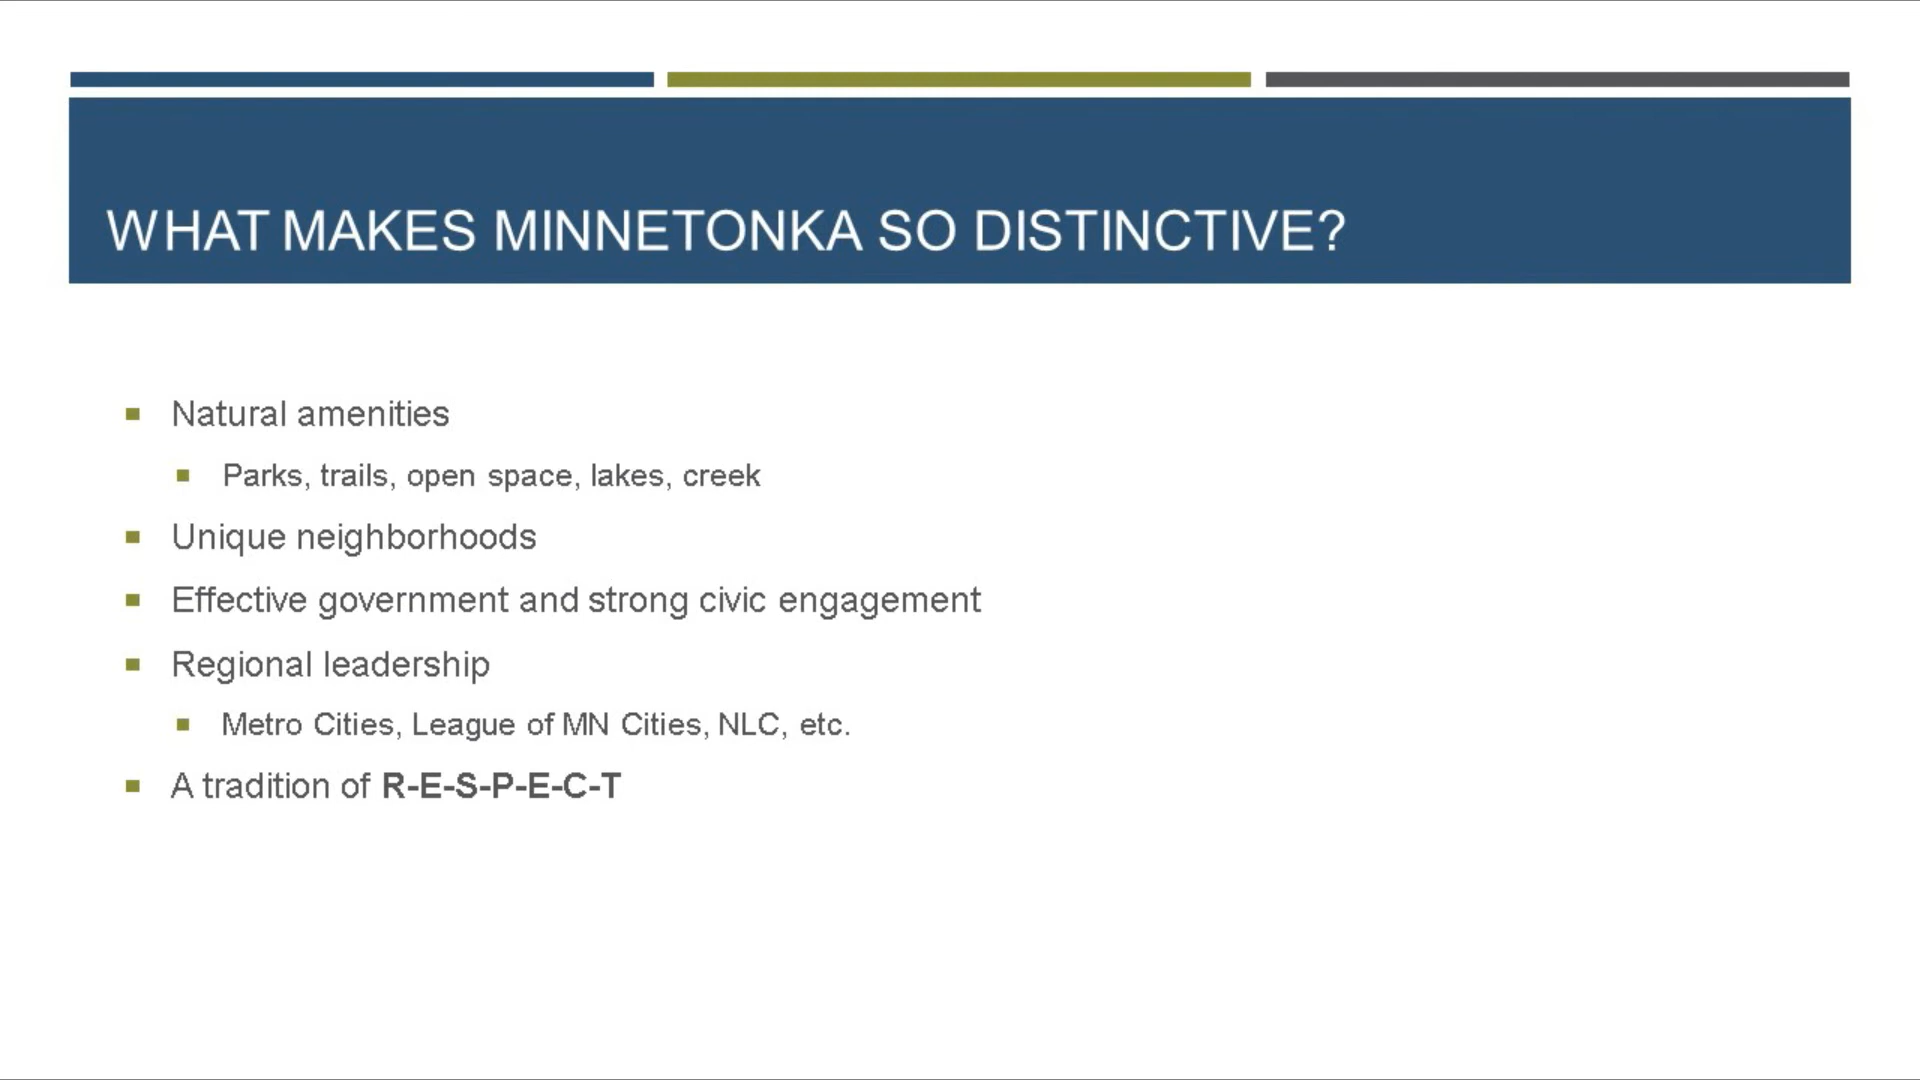 WHAT MAKES MINNETONKA SO DISTINCTIVE?
Natural amenities
Parks, trails, open space, lakes, creek
Unique neighborhoods
Effective government and strong civic engagement
Regional leadership
Metro Cities, League of MN Cities, NLC, etc.
A tradition of R-E-S-P-E-C-T